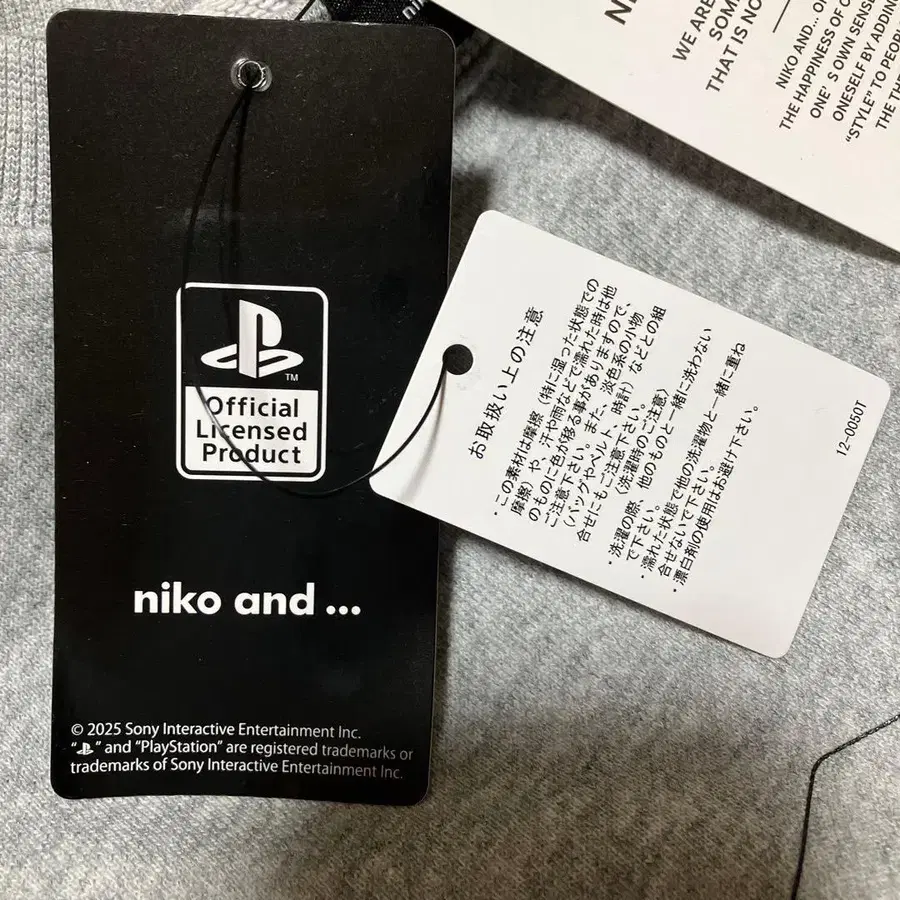 Official
Licensed
Product
niko and ...
© 2025 Sony Interactive Entertainment Inc.
“ ” and “PlayStation” are registered trademarks or
trademarks of Sony Interactive Entertainment Inc.
TM
WE ARE
SOM
THAT IS NO
NIKO AND... O
THE HAPPINESS OF C
ONE' S OWN SENS
ONESELF BY ADDIN
“STYLE” TO PEOPL
THE TH
お取扱い上の注意
・この素材は摩擦（特に湿った状態での
摩擦）や、汗や雨などで濡れた時は他
のものに色が移る事がありますので、
ご注意下さい。また、淡色系の小物
（バッグやベルト、時計）などとの組
合せにもご注意下さい。
〈洗濯時のご注意〉
・洗濯の際、他のものと一緒に洗わない
で下さい。
・濡れた状態で他の洗濯物と一緒に重ね
合せないで下さい。
・漂白剤の使用はお避け下さい。
12-0050T